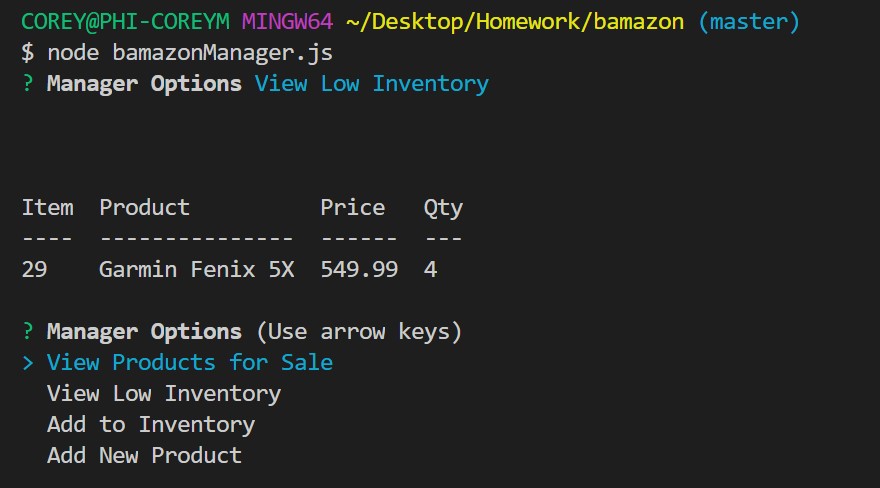 COREY@PHI-COREYM MINGW64 ~/Desktop/Homework/bamazon (master)
$ node bamazonManager.js
? Manager Options View Low Inventory
Item  Product          Price   Qty
----  ---------------  ------  ---
29    Garmin Fenix 5X  549.99  4
? Manager Options (Use arrow keys)
> View Products for Sale
  View Low Inventory
  Add to Inventory
  Add New Product